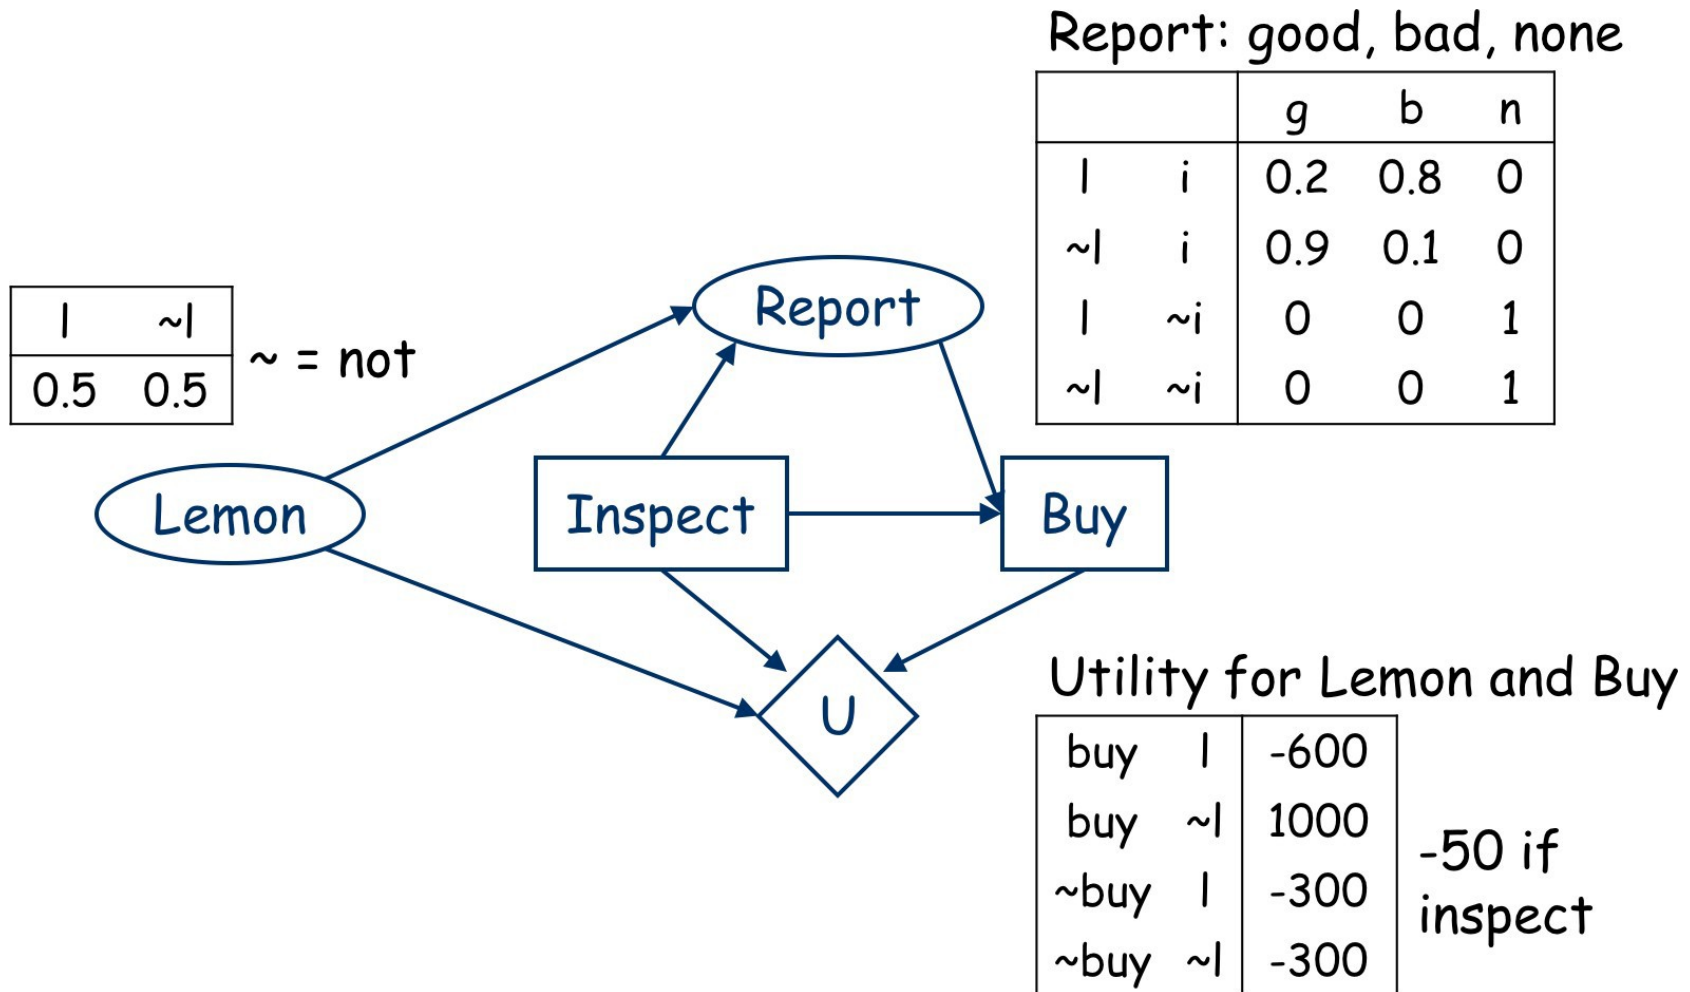 Report: good, bad, none
g b n
l i 0.2 0.8 0
~l i 0.9 0.1 0
l ~i 0 0 1
~l ~i 0 0 1
l ~l
0.5 0.5
~ = not
Report
Lemon
Inspect
Buy
U
Utility for Lemon and Buy
buy l -600
buy ~l 1000
~buy l -300
~buy ~l -300
-50 if
inspect